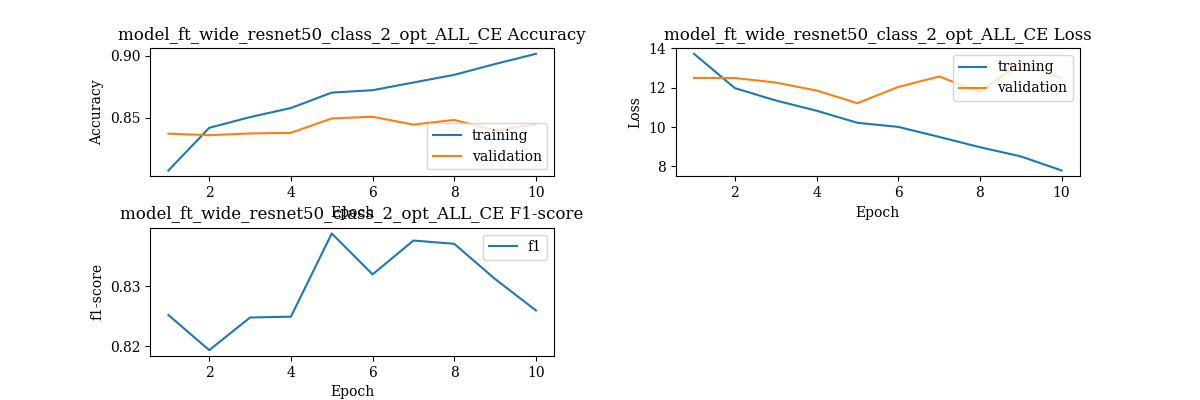 model_ft_wide_resnet50_class_2_opt_ALL_CE Accuracy
0.90
0.85
Accuracy
training
validation
2 4 6 8 10
Epoch
model_ft_wide_resnet50_class_2_opt_ALL_CE Loss
14
12
10
8
Loss
training
validation
2 4 6 8 10
Epoch
model_ft_wide_resnet50_class_2_opt_ALL_CE F1-score
0.83
0.82
f1-score
f1
2 4 6 8 10
Epoch